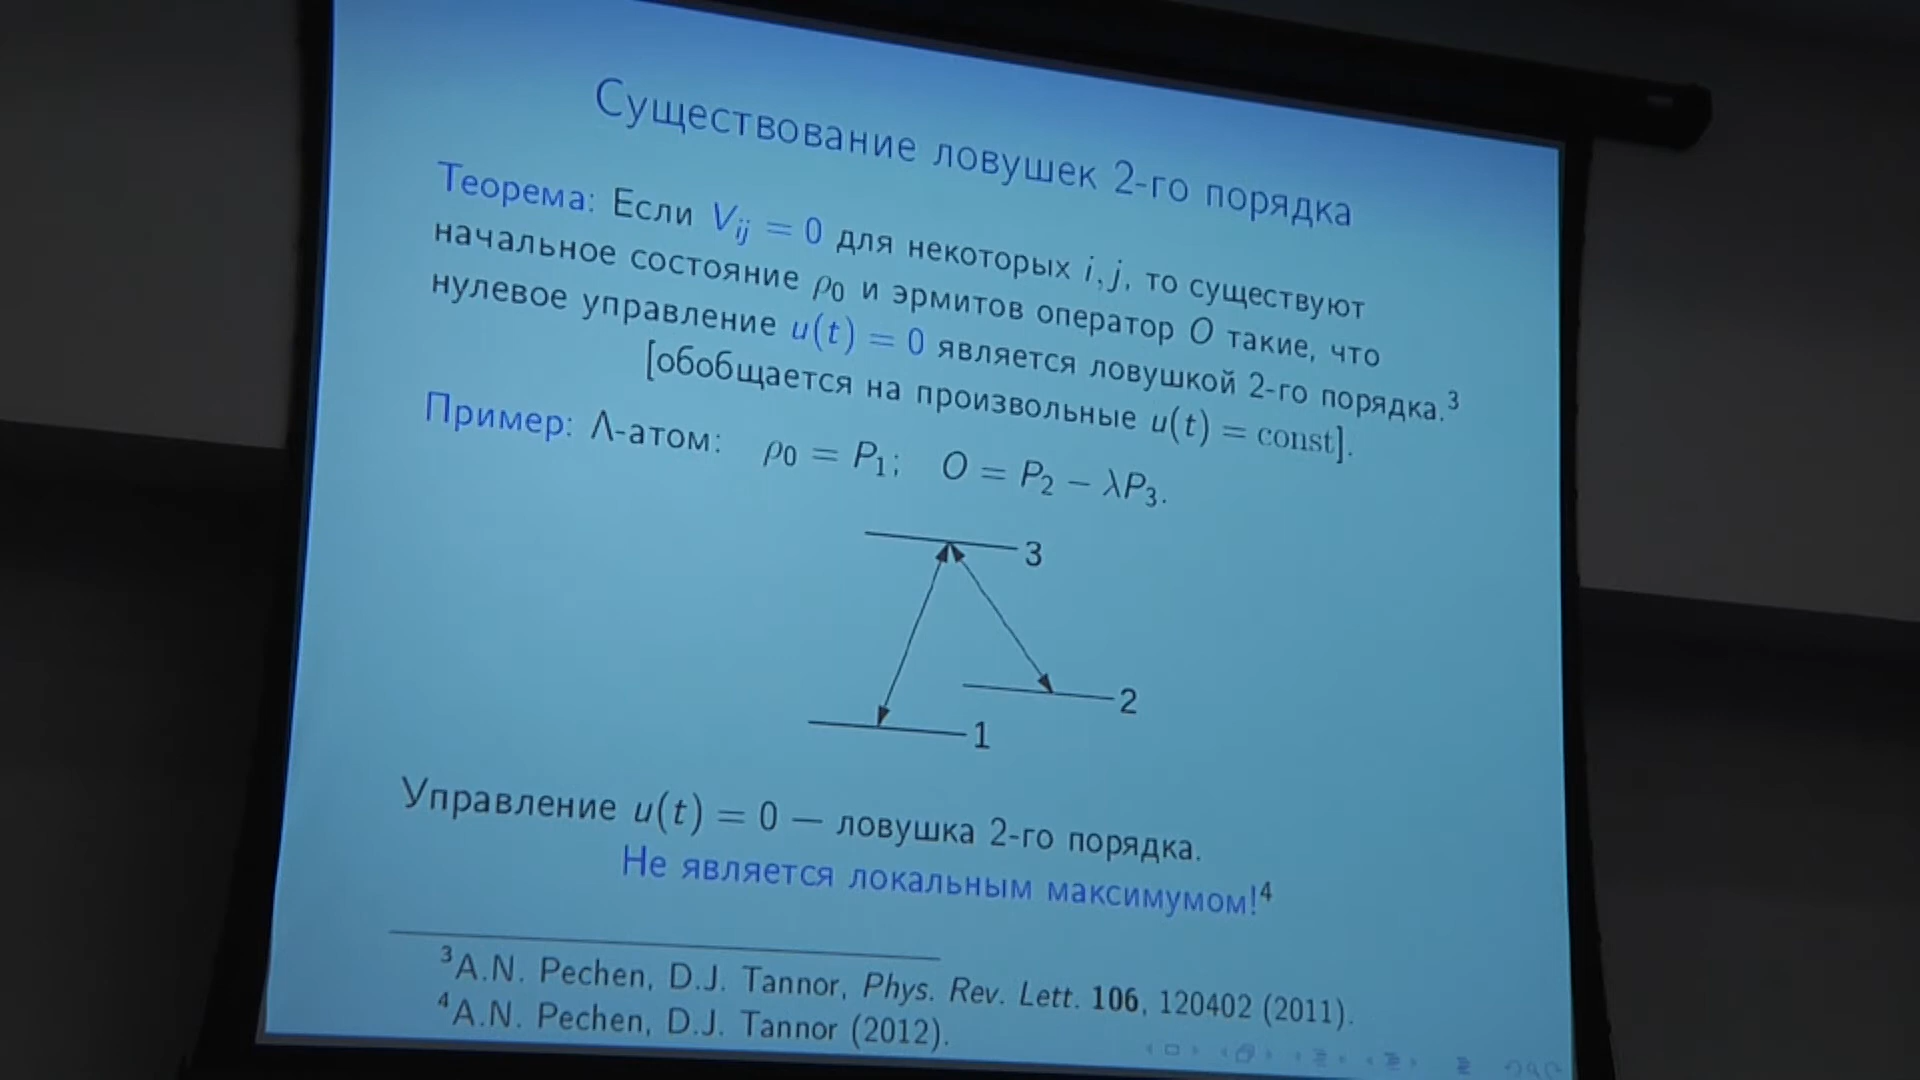 Существование ловушек 2-го порядка
Теорема: Если Vᵢⱼ = 0 для некоторых i, j, то существуют
начальное состояние ρ₀ и эрмитов оператор O такие, что
нулевое управление u(t) = 0 является ловушкой 2-го порядка.³
[обобщается на произвольные u(t) = const].
Пример: Λ-атом: ρ₀ = P₁; O = P₂ − λP₃.
3
2
1
Управление u(t) = 0 — ловушка 2-го порядка.
Не является локальным максимумом!⁴
³A.N. Pechen, D.J. Tannor, Phys. Rev. Lett. 106, 120402 (2011).
⁴A.N. Pechen, D.J. Tannor (2012).